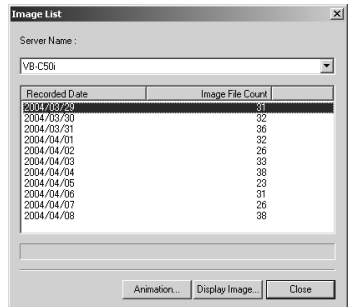 Image List
Server Name :
VB-C50i
Recorded Date Image File Count
2004/03/29 31
2004/03/30 32
2004/03/31 36
2004/04/01 32
2004/04/02 26
2004/04/03 33
2004/04/04 38
2004/04/05 23
2004/04/06 31
2004/04/07 26
2004/04/08 38
Animation... Display Image... Close